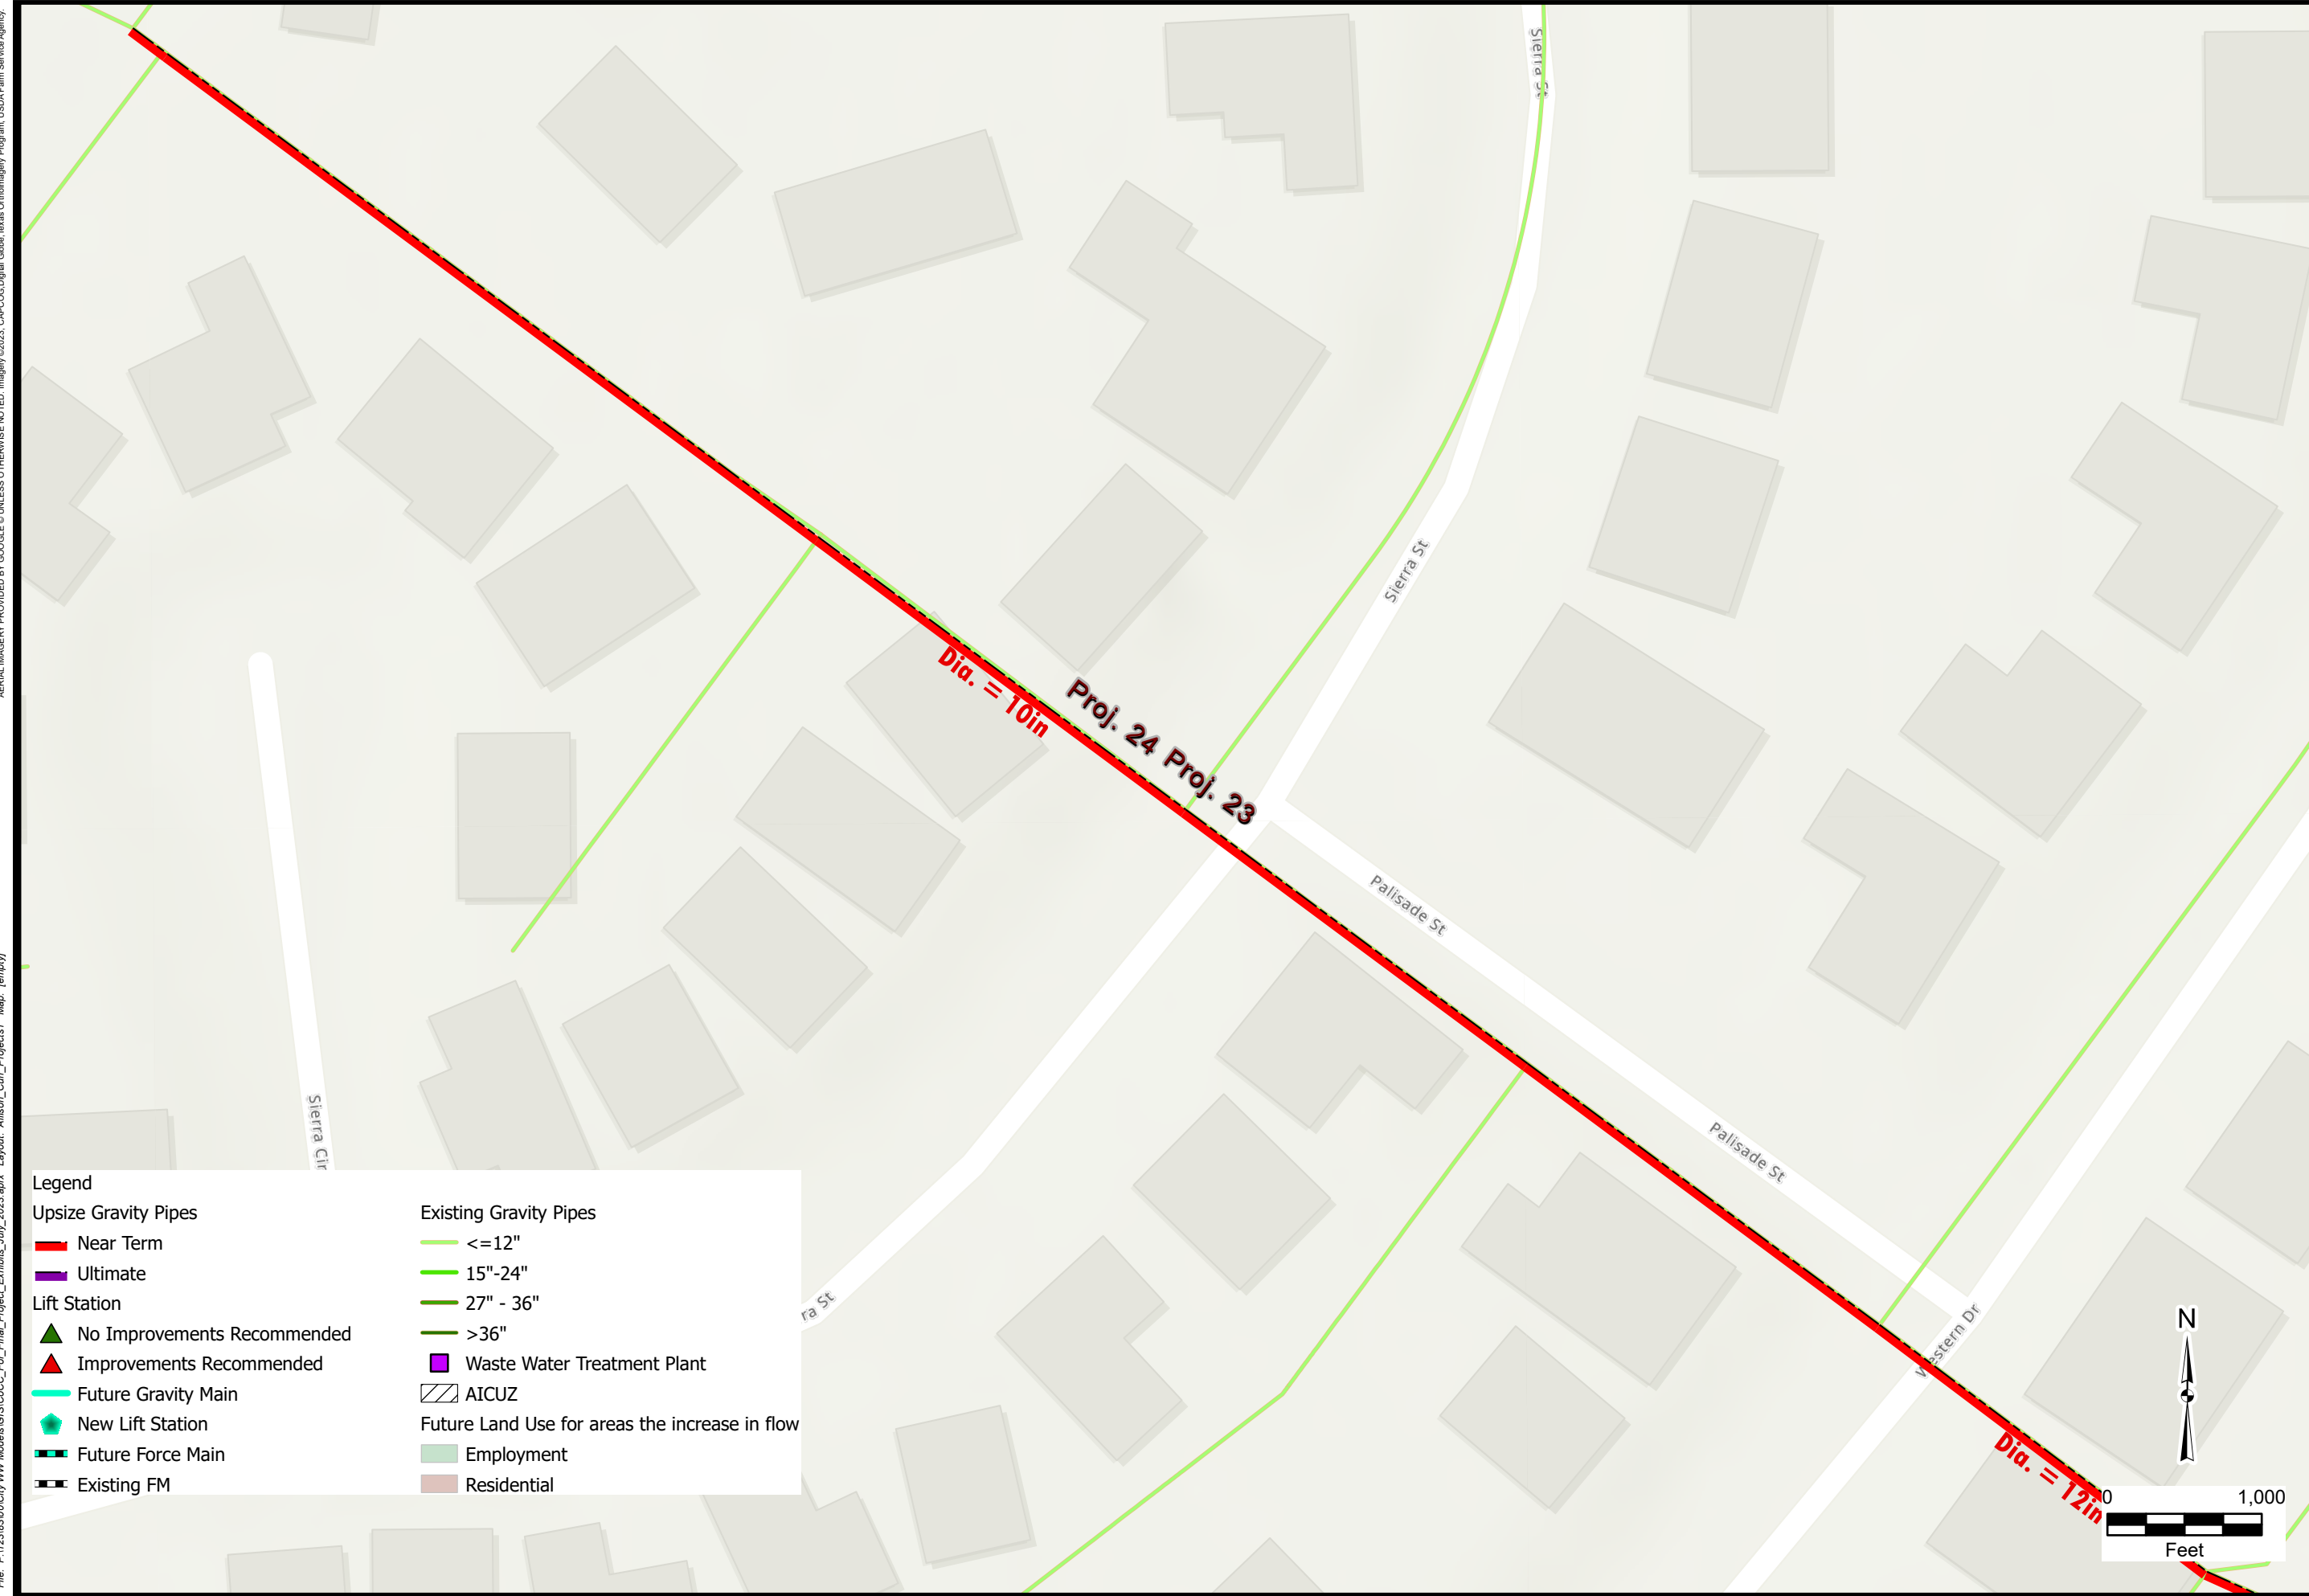 Sierra St
Sierra St
Dia. = 10in
Proj. 24
Proj. 23
Palisade St
Palisade St
Sierra Cir
ra St
Western Dr
Dia. = 12in
Legend
Upsize Gravity Pipes
Near Term
Ultimate
Lift Station
No Improvements Recommended
Improvements Recommended
Future Gravity Main
New Lift Station
Future Force Main
Existing FM
Existing Gravity Pipes
<=12"
15"-24"
27" - 36"
>36"
Waste Water Treatment Plant
AICUZ
Future Land Use for areas the increase in flow
Employment
Residential
N
0 1,000
Feet